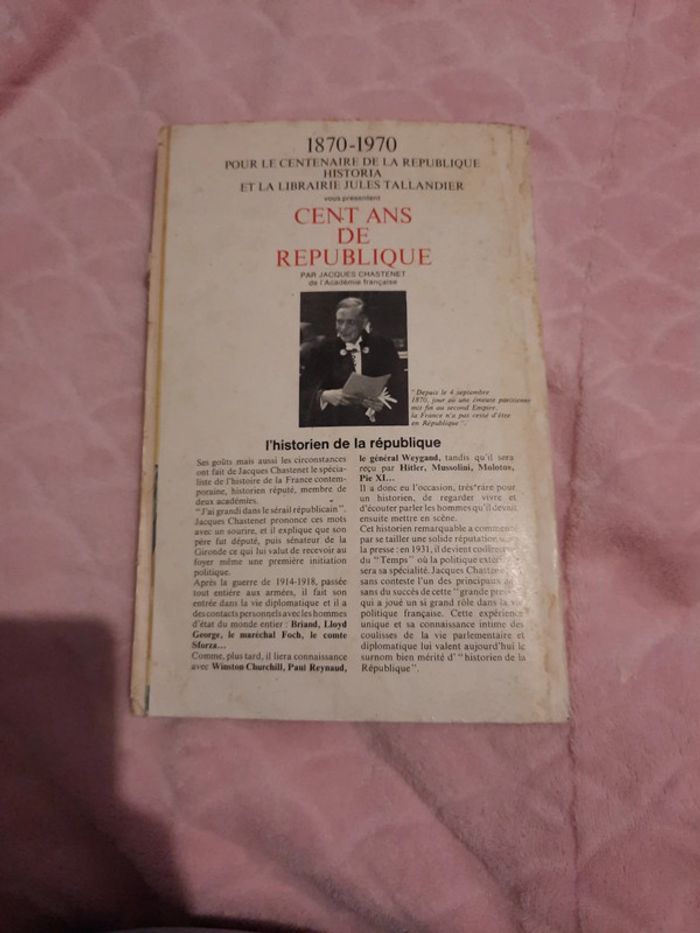 1870-1970
POUR LE CENTENAIRE DE LA REPUBLIQUE
HISTORIA
ET LA LIBRAIRIE JULES TALLANDIER
vous présentent
CENT ANS
DE
REPUBLIQUE
PAR JACQUES CHASTENET
de l'Académie française
"Depuis le 4 septembre
1870, jour où une émeute parisienne
mit fin au second Empire,
la France n'a pas cessé d'être
en République".
l'historien de la république
Ses goûts mais aussi les circonstances
ont fait de Jacques Chastenet le spécia-
liste de l'histoire de la France contem-
poraine, historien réputé, membre de
deux académies.
"J'ai grandi dans le sérail républicain".
Jacques Chastenet prononce ces mots
avec un sourire, et il explique que son
père fut député, puis sénateur de la
Gironde ce qui lui valut de recevoir au
foyer même une première initiation
politique.
Après la guerre de 1914-1918, passée
tout entière aux armées, il fait son
entrée dans la vie diplomatique et il a
des contacts personnels avec les hommes
d'état du monde entier : Briand, Lloyd
George, le maréchal Foch, le comte
Sforza...
Comme, plus tard, il liera connaissance
avec Winston Churchill, Paul Reynaud,
le général Weygand, tandis qu'il sera
reçu par Hitler, Mussolini, Molotov,
Pie XI...
Il a donc eu l'occasion, très rare pour
un historien, de regarder vivre et
d'écouter parler les hommes qu'il devait
ensuite mettre en scène.
Cet historien remarquable a commencé
par se tailler une solide réputation
la presse : en 1931, il devient
du "Temps" où la politique
sera sa spécialité. Jacques Chastenet
sans conteste l'un des principaux
sans du succès de cette "grande
qui a joué un si grand rôle dans la vie
politique française. Cette expérience
unique et sa connaissance intime des
coulisses de la vie parlementaire et
diplomatique lui valent aujourd'hui le
surnom bien mérité d'"historien de la
République".